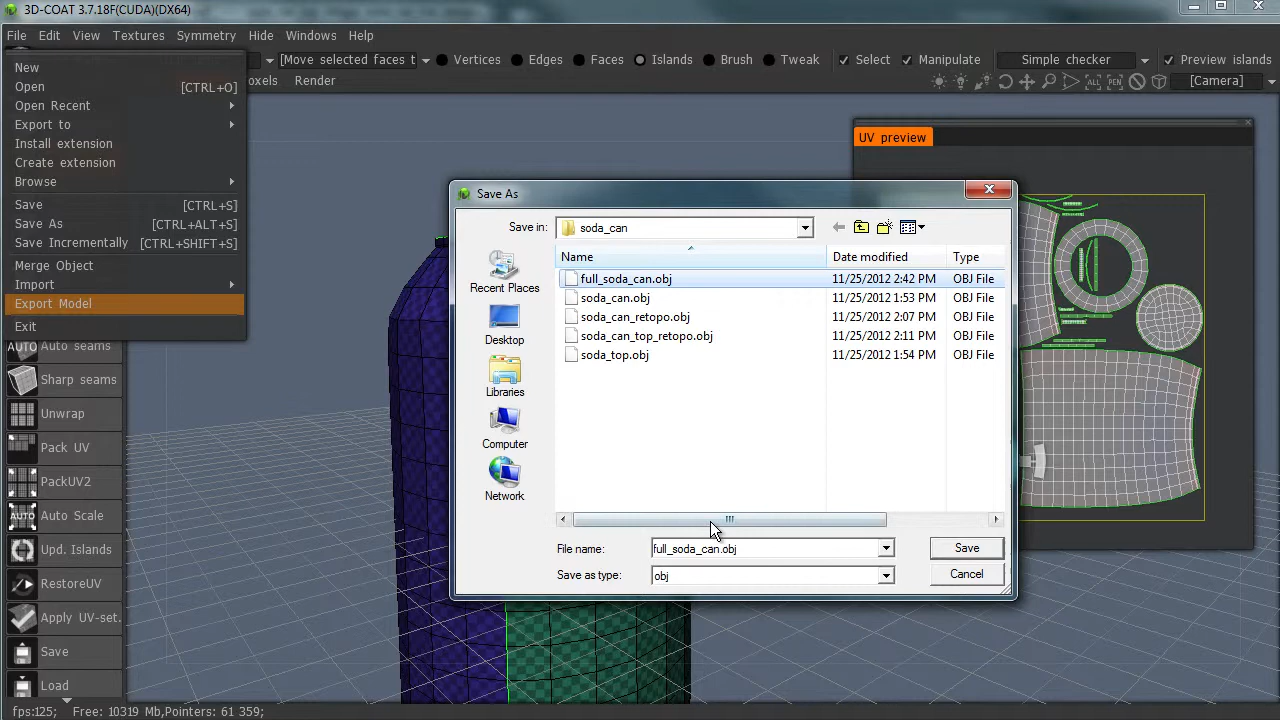 3D-COAT 3.7.18F(CUDA)(DX64)
File Edit View Textures Symmetry Hide Windows Help
[Move selected faces t Vertices Edges Faces Islands Brush Tweak Select Manipulate Simple checker Preview islands
oxels Render
ALL PEN [Camera]
New
Open [CTRL+O]
Open Recent
Export to
Install extension
Create extension
Browse
Save [CTRL+S]
Save As [CTRL+ALT+S]
Save Incrementally [CTRL+SHIFT+S]
Merge Object
Import
Export Model
Exit
AUTO Auto seams
Sharp seams
Unwrap
Pack UV
PackUV2
AUTO Auto Scale
Upd. Islands
RestoreUV
Apply UV-set.
Save
Load
UV preview
Save As
Save in: soda_can
Recent Places
Desktop
Libraries
Computer
Network
Name Date modified Type
full_soda_can.obj 11/25/2012 2:42 PM OBJ File
soda_can.obj 11/25/2012 1:53 PM OBJ File
soda_can_retopo.obj 11/25/2012 2:07 PM OBJ File
soda_can_top_retopo.obj 11/25/2012 2:11 PM OBJ File
soda_top.obj 11/25/2012 1:54 PM OBJ File
File name: full_soda_can.obj Save
Save as type: obj Cancel
fps:125; Free: 10319 Mb,Pointers: 61 359;